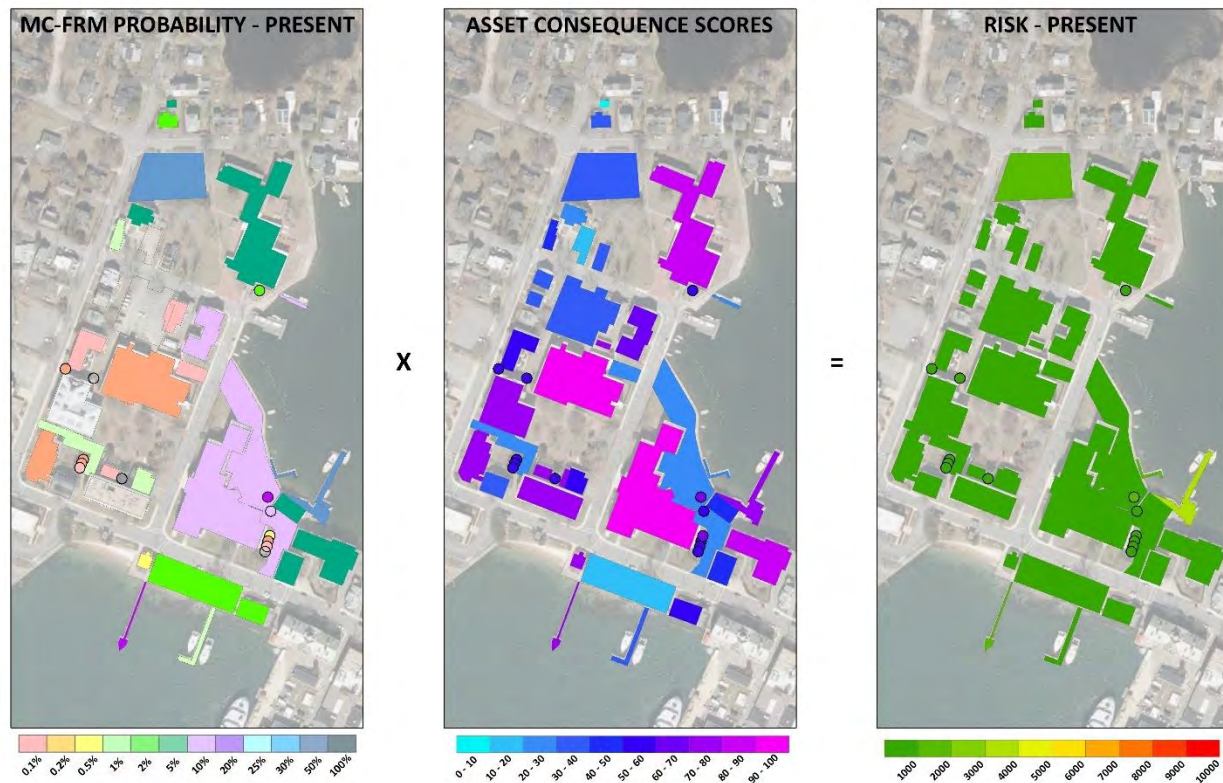 MC-FRM PROBABILITY - PRESENT
ASSET CONSEQUENCE SCORES
RISK - PRESENT
X
=
0.1%
0.2%
0.5%
1%
2%
5%
10%
20%
25%
30%
50%
100%
0 - 10
10 - 20
20 - 30
30 - 40
40 - 50
50 - 60
60 - 70
70 - 80
80 - 90
90 - 100
1000
2000
3000
4000
5000
6000
7000
8000
9000
10000